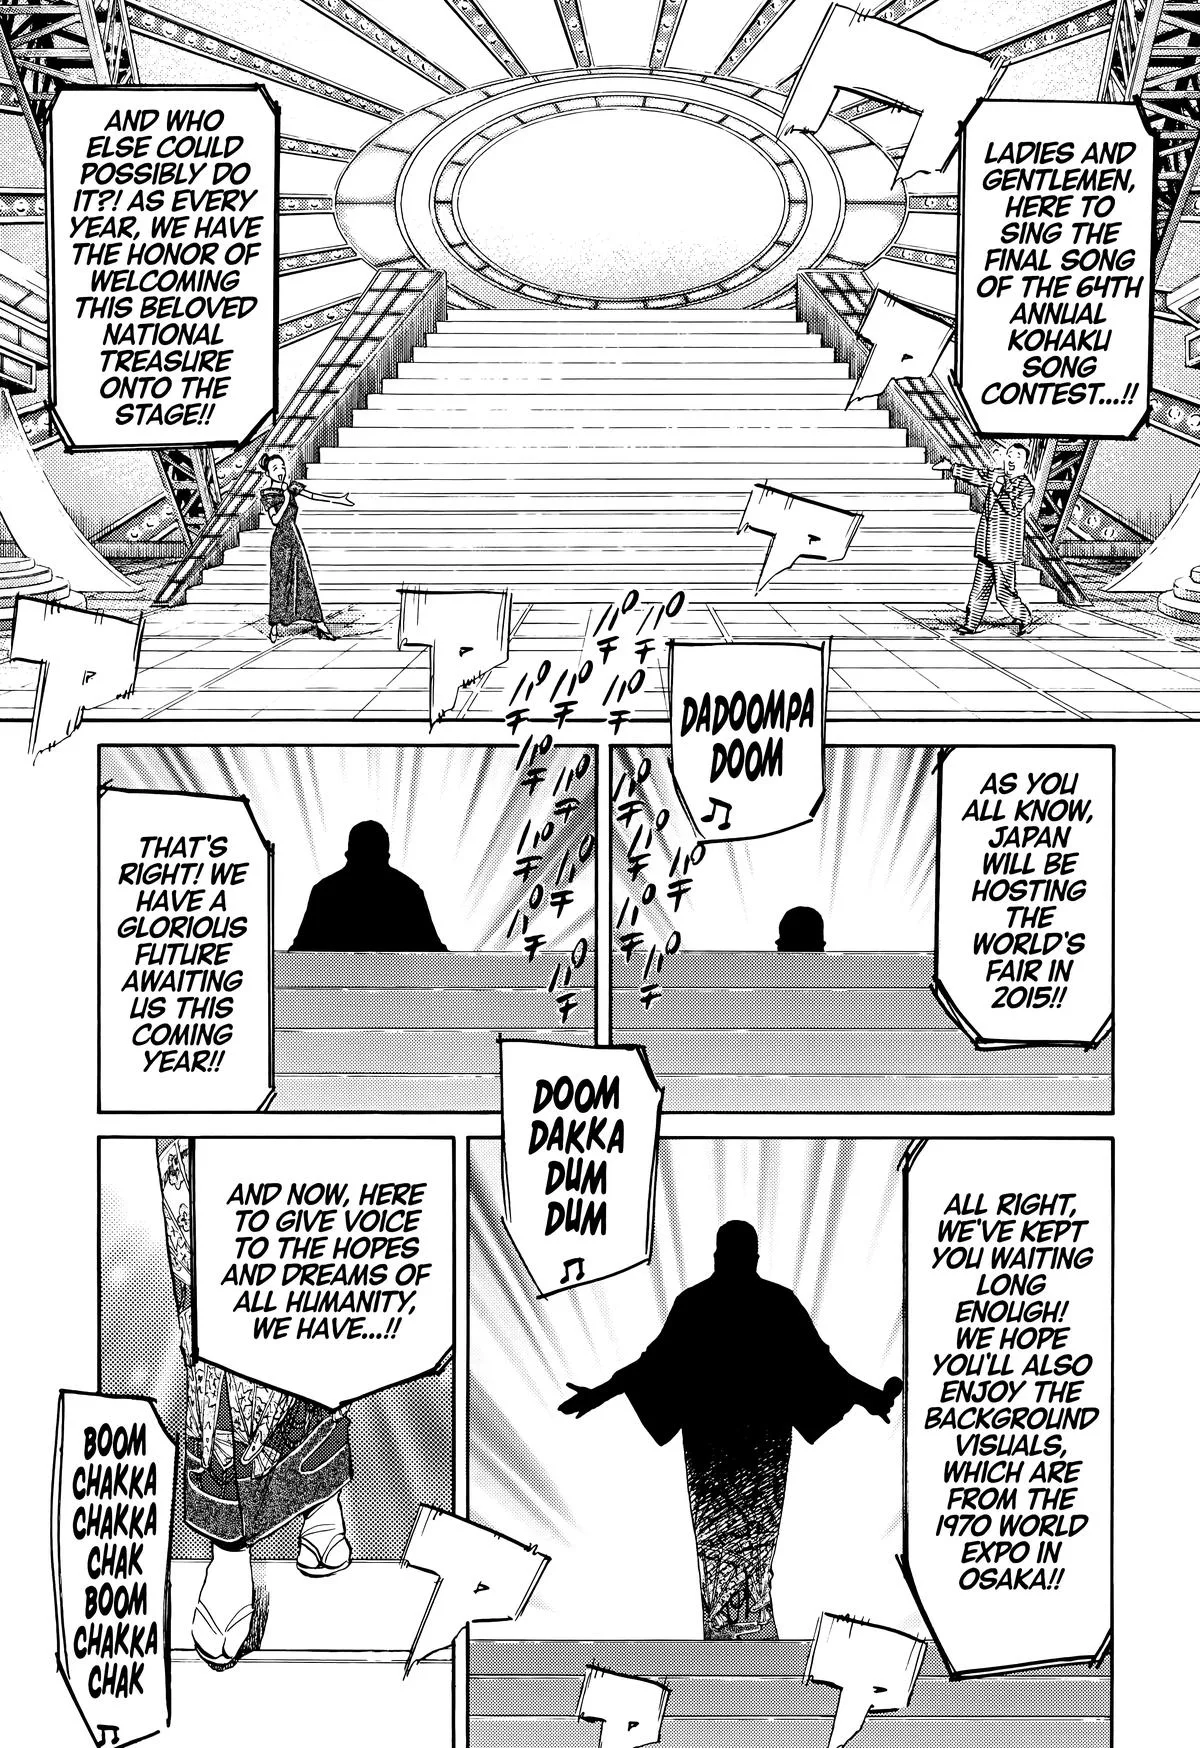 LADIES AND
GENTLEMEN,
HERE TO
SING THE
FINAL SONG
OF THE 64TH
ANNUAL
KOHAKU
SONG
CONTEST...!!
AND WHO
ELSE COULD
POSSIBLY DO
IT?! AS EVERY
YEAR, WE HAVE
THE HONOR OF
WELCOMING
THIS BELOVED
NATIONAL
TREASURE
ONTO THE
STAGE!!
DADOOMPA
DOOM
♫
AS YOU
ALL KNOW,
JAPAN
WILL BE
HOSTING
THE
WORLD'S
FAIR IN
2015!!
THAT'S
RIGHT! WE
HAVE A
GLORIOUS
FUTURE
AWAITING
US THIS
COMING
YEAR!!
DOOM
DAKKA
DUM
DUM
♫
ALL RIGHT,
WE'VE KEPT
YOU WAITING
LONG
ENOUGH!
WE HOPE
YOU'LL ALSO
ENJOY THE
BACKGROUND
VISUALS,
WHICH ARE
FROM THE
1970 WORLD
EXPO IN
OSAKA!!
AND NOW, HERE
TO GIVE VOICE
TO THE HOPES
AND DREAMS OF
ALL HUMANITY,
WE HAVE...!!
BOOM
CHAKKA
CHAKKA
CHAK
BOOM
CHAKKA
CHAK
♫